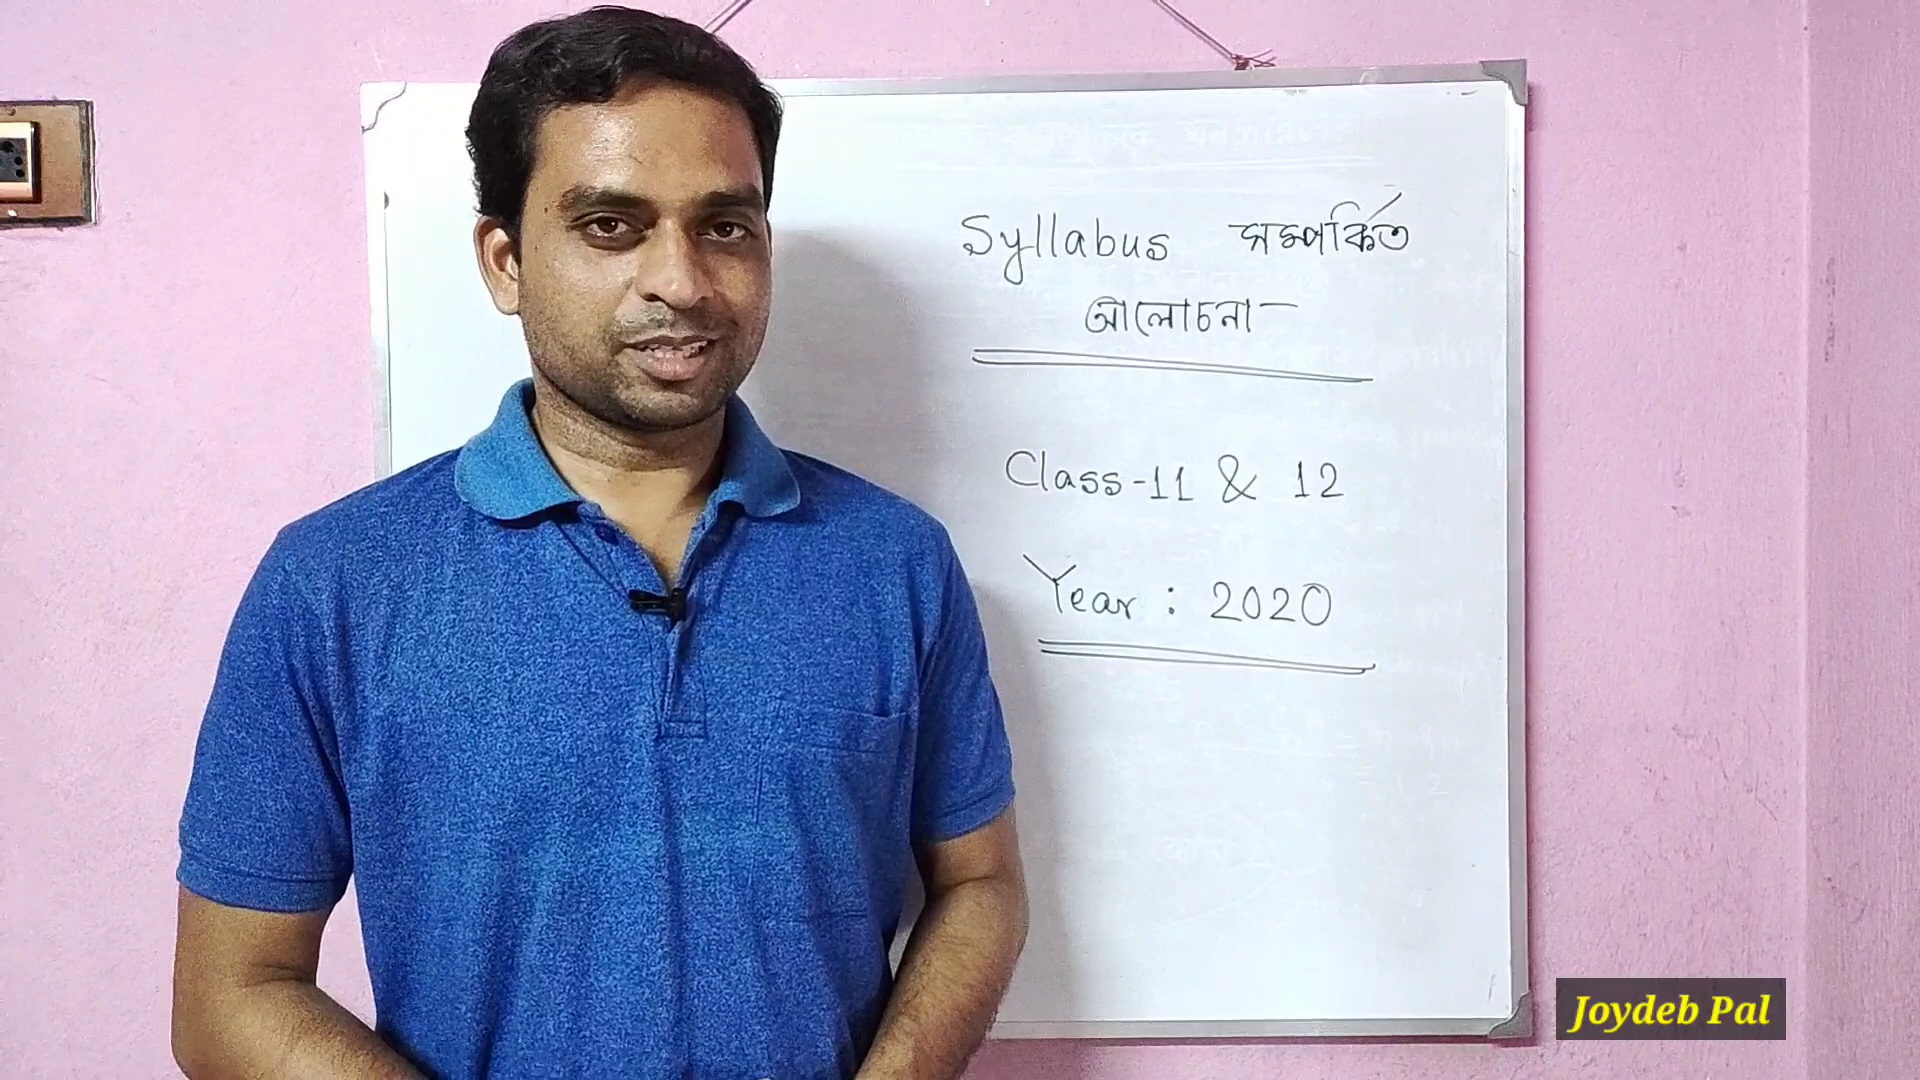 Syllabus সম্পর্কিত
আলোচনা
Class-11 & 12
Year : 2020
Joydeb Pal